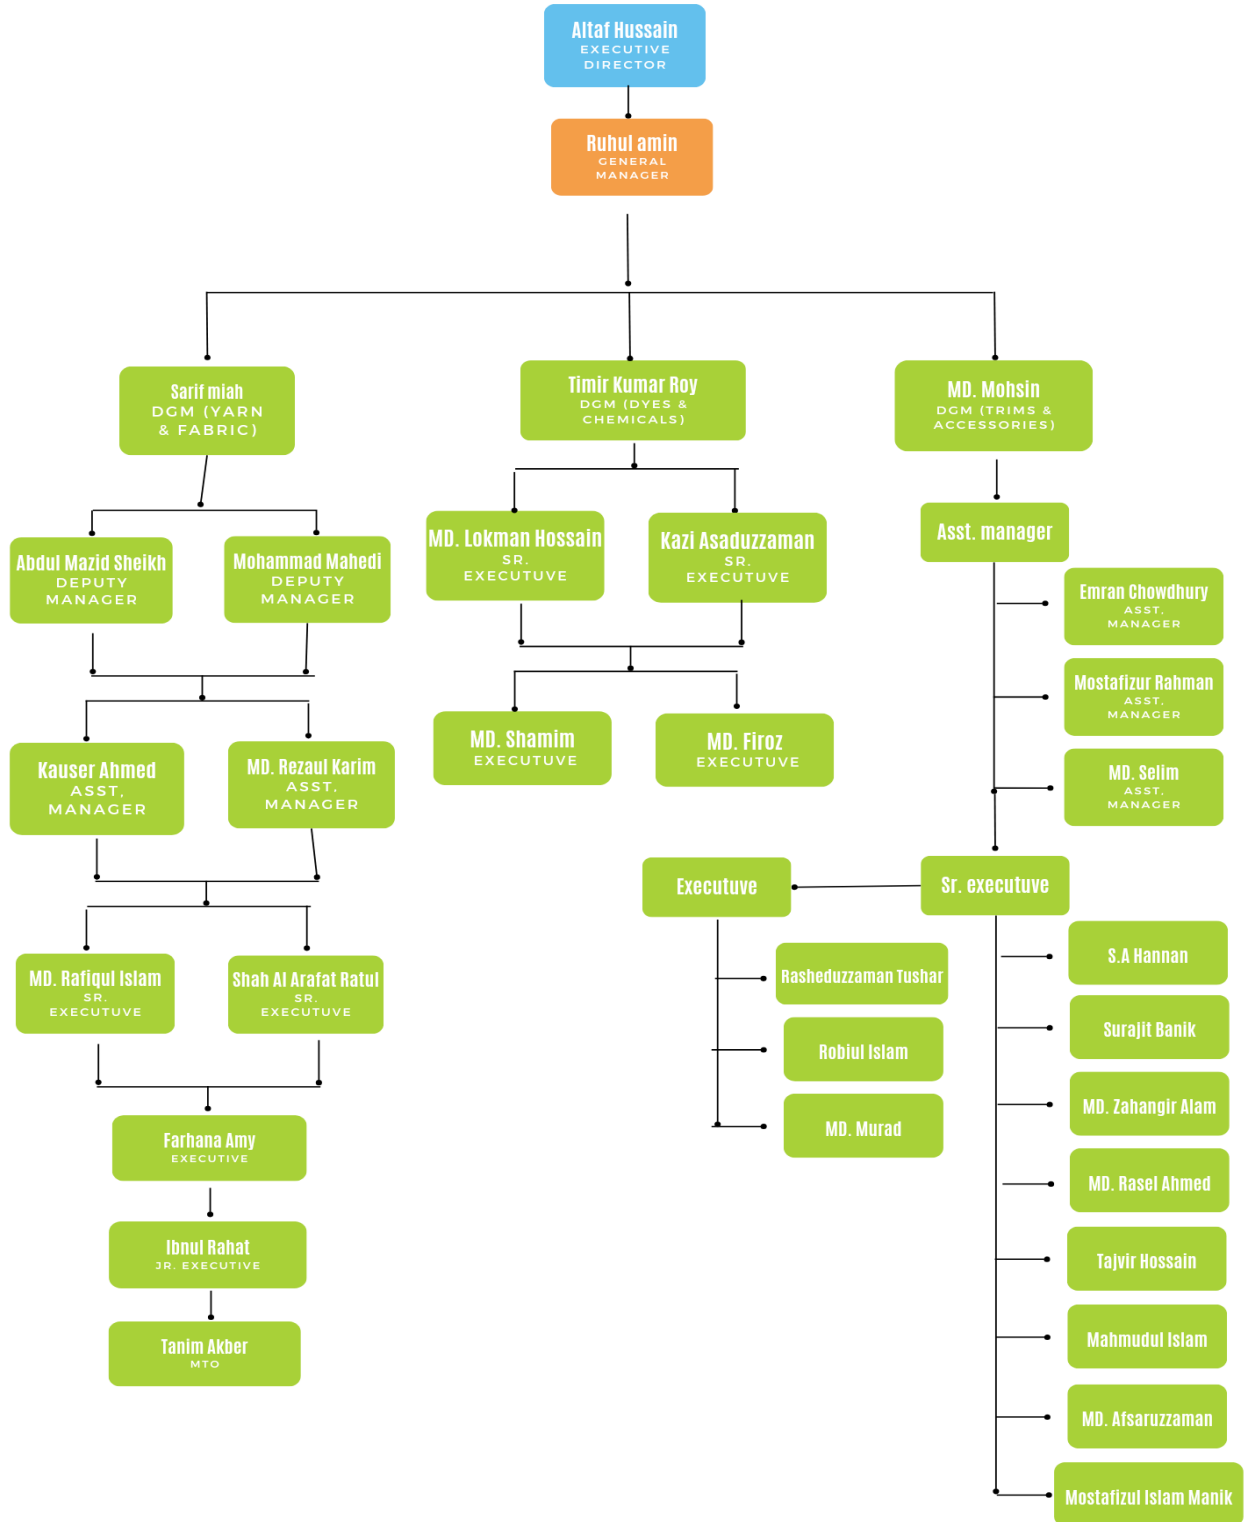 Altaf Hussain
EXECUTIVE
DIRECTOR
Ruhul amin
GENERAL
MANAGER
Sarif miah
DGM (YARN
& FABRIC)
Timir Kumar Roy
DGM (DYES &
CHEMICALS)
MD. Mohsin
DGM (TRIMS &
ACCESSORIES)
Abdul Mazid Sheikh
DEPUTY
MANAGER
Mohammad Mahedi
DEPUTY
MANAGER
MD. Lokman Hossain
SR.
EXECUTUVE
Kazi Asaduzzaman
SR.
EXECUTUVE
Asst. manager
Emran Chowdhury
ASST.
MANAGER
Mostafizur Rahman
ASST.
MANAGER
MD. Selim
ASST.
MANAGER
Kauser Ahmed
ASST.
MANAGER
MD. Rezaul Karim
ASST.
MANAGER
MD. Shamim
EXECUTUVE
MD. Firoz
EXECUTUVE
Executuve
Sr. executuve
MD. Rafiqul Islam
SR.
EXECUTUVE
Shah Al Arafat Ratul
SR.
EXECUTUVE
Rasheduzzaman Tushar
Robiul Islam
MD. Murad
S.A Hannan
Surajit Banik
MD. Zahangir Alam
MD. Rasel Ahmed
Tajvir Hossain
Mahmudul Islam
MD. Afsaruzzaman
Mostafizul Islam Manik
Farhana Amy
EXECUTIVE
Ibnul Rahat
JR. EXECUTIVE
Tanim Akber
MTO